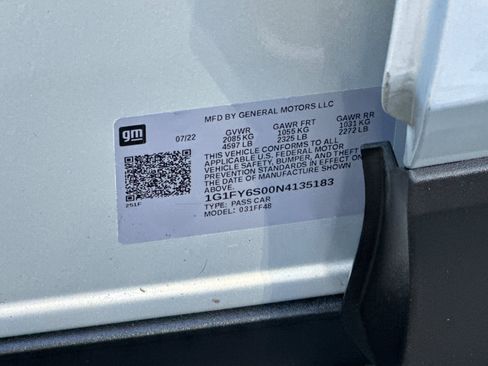 MFD BY GENERAL MOTORS LLC
gm
07/22 GVWR GAWR FRT GAWR RR
2085 KG 1055 KG 1031 KG
4597 LB 2325 LB 2272 LB
THIS VEHICLE CONFORMS TO ALL
APPLICABLE U.S. FEDERAL MOTOR
VEHICLE SAFETY, BUMPER, AND THEFT
PREVENTION STANDARDS IN EFFECT ON
THE DATE OF MANUFACTURE SHOWN
ABOVE.
251F
1G1FY6S00N4135183
TYPE: PASS CAR
MODEL: 031FF48